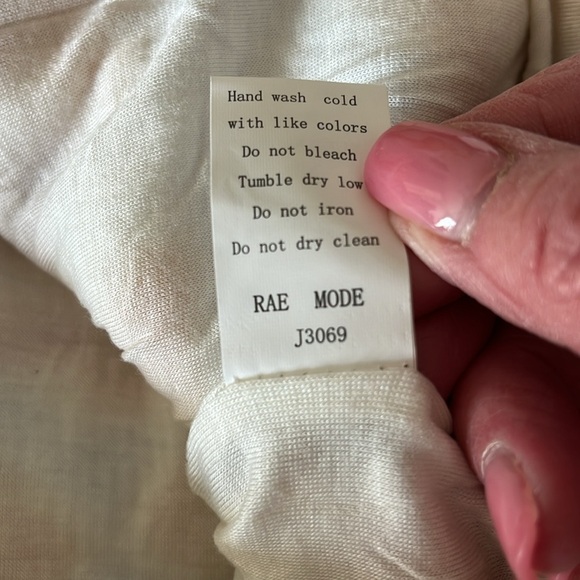 Hand wash cold
with like colors
Do not bleach
Tumble dry low
Do not iron
Do not dry clean
RAE MODE
J3069